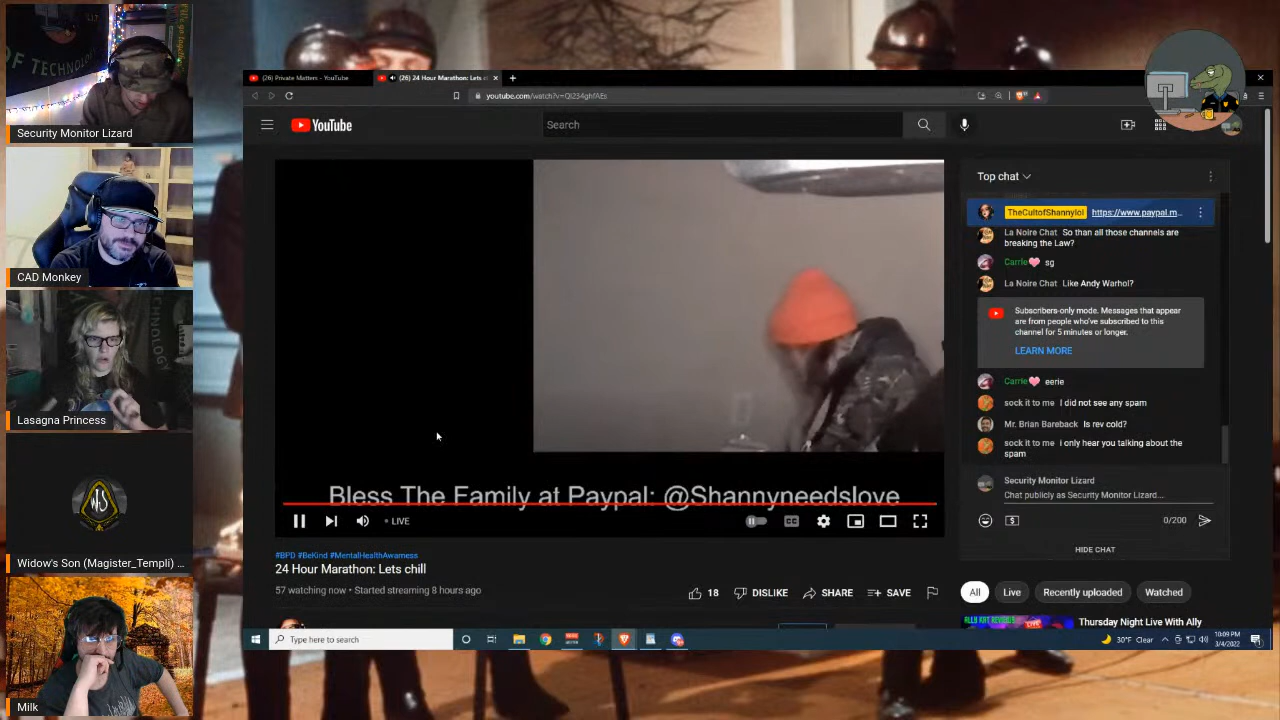 OF TECHNOLOGY
Security Monitor Lizard
CAD Monkey
Lasagna Princess
Widow's Son (Magister_Templi) ...
Milk
(26) Private Matters - YouTube
(26) 24 Hour Marathon: Lets c
youtube.com/watch?v=Ql234ghfAEs
YouTube
Search
Bless The Family at Paypal: @Shannyneedslove
LIVE
#BPD #BeKind #MentalHealthAwarness
24 Hour Marathon: Lets chill
57 watching now • Started streaming 8 hours ago
18
DISLIKE
SHARE
SAVE
Top chat
TheCultofShannylol https://www.paypal.m...
La Noire Chat So than all those channels are
breaking the Law?
Carrie sg
La Noire Chat Like Andy Warhol?
Subscribers-only mode. Messages that appear
are from people who've subscribed to this
channel for 5 minutes or longer.
LEARN MORE
Carrie eerie
sock it to me I did not see any spam
Mr. Brian Bareback Is rev cold?
sock it to me i only hear you talking about the
spam
Security Monitor Lizard
Chat publicly as Security Monitor Lizard...
0/200
HIDE CHAT
All
Live
Recently uploaded
Watched
Thursday Night Live With Ally
Type here to search
30°F Clear
10:09 PM
3/4/2022